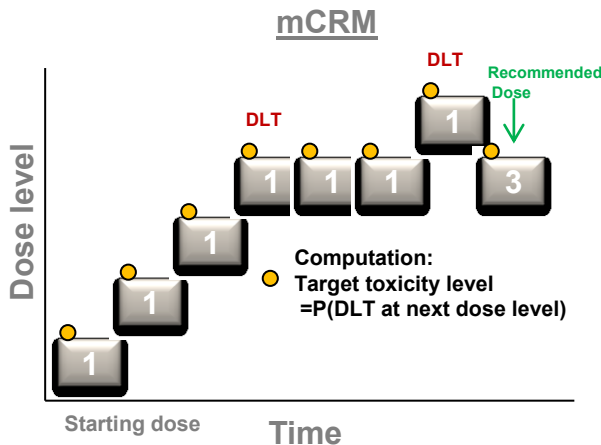 mCRM
DLT
Recommended
Dose
DLT
1
1
1
1
3
1
1
1
Computation:
Target toxicity level
=P(DLT at next dose level)
1
Dose level
Starting dose
Time